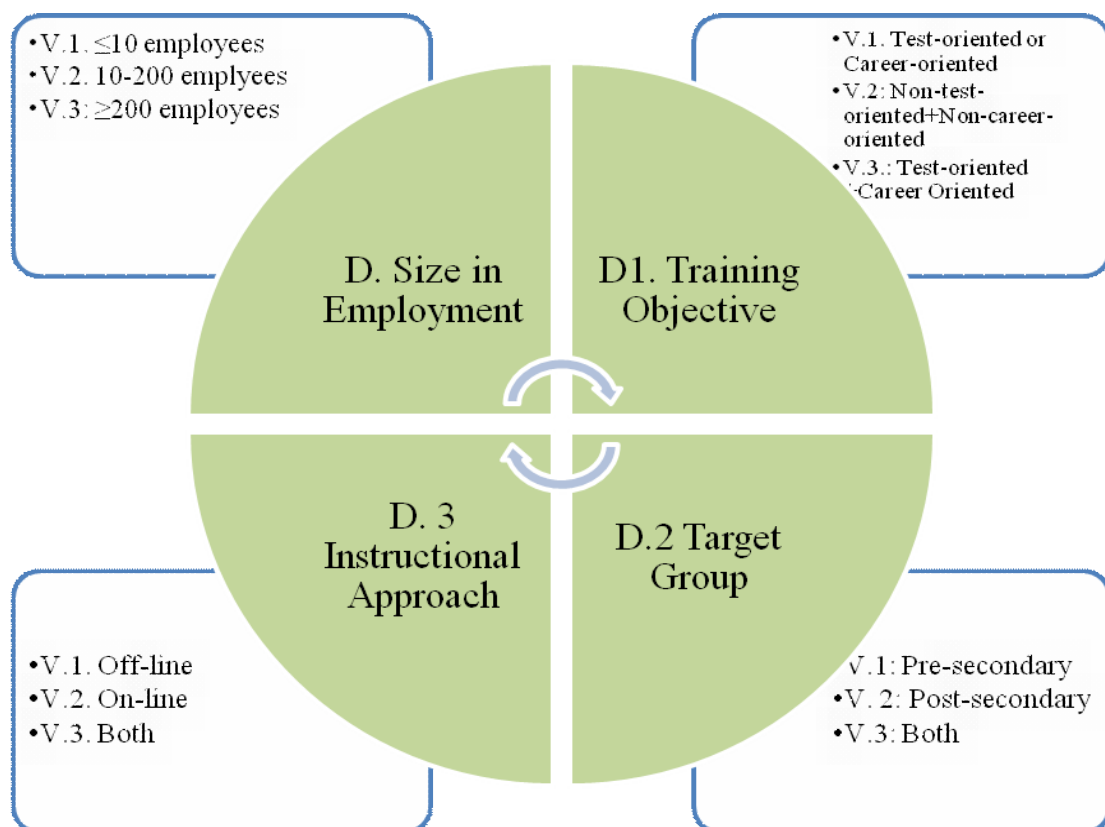 •V.1. ≤10 employees
•V.2. 10-200 emplyees
•V.3: ≥200 employees
•V.1. Test-oriented or
Career-oriented
•V.2: Non-test-
oriented+Non-career-
oriented
•V.3.: Test-oriented
+Career Oriented
D. Size in
Employment
D1. Training
Objective
D. 3
Instructional
Approach
D.2 Target
Group
•V.1. Off-line
•V.2. On-line
•V.3. Both
V.1: Pre-secondary
•V. 2: Post-secondary
•V.3: Both